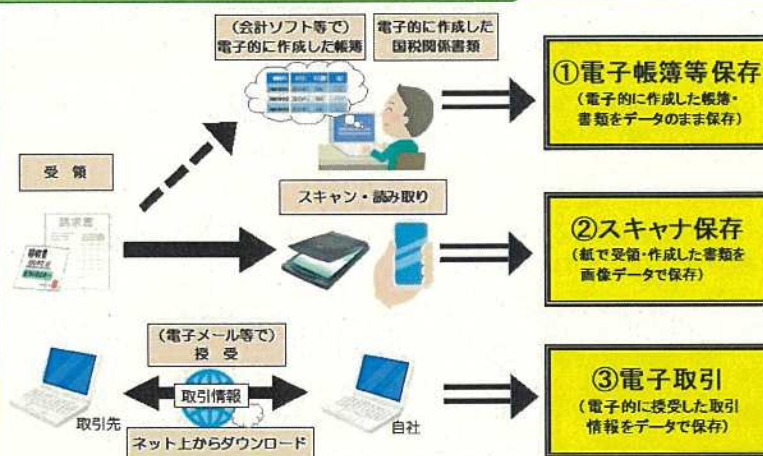 (会計ソフト等で)
電子的に作成した帳簿
電子的に作成した
国税関係書類
①電子帳簿等保存
(電子的に作成した帳簿・
書類をデータのまま保存)
受 領
請求書
領収書
スキャン・読み取り
②スキャナ保存
(紙で受領・作成した書類を
画像データで保存)
(電子メール等で)
授 受
取引情報
取引先
自社
ネット上からダウンロード
③電子取引
(電子的に授受した取引
情報をデータで保存)